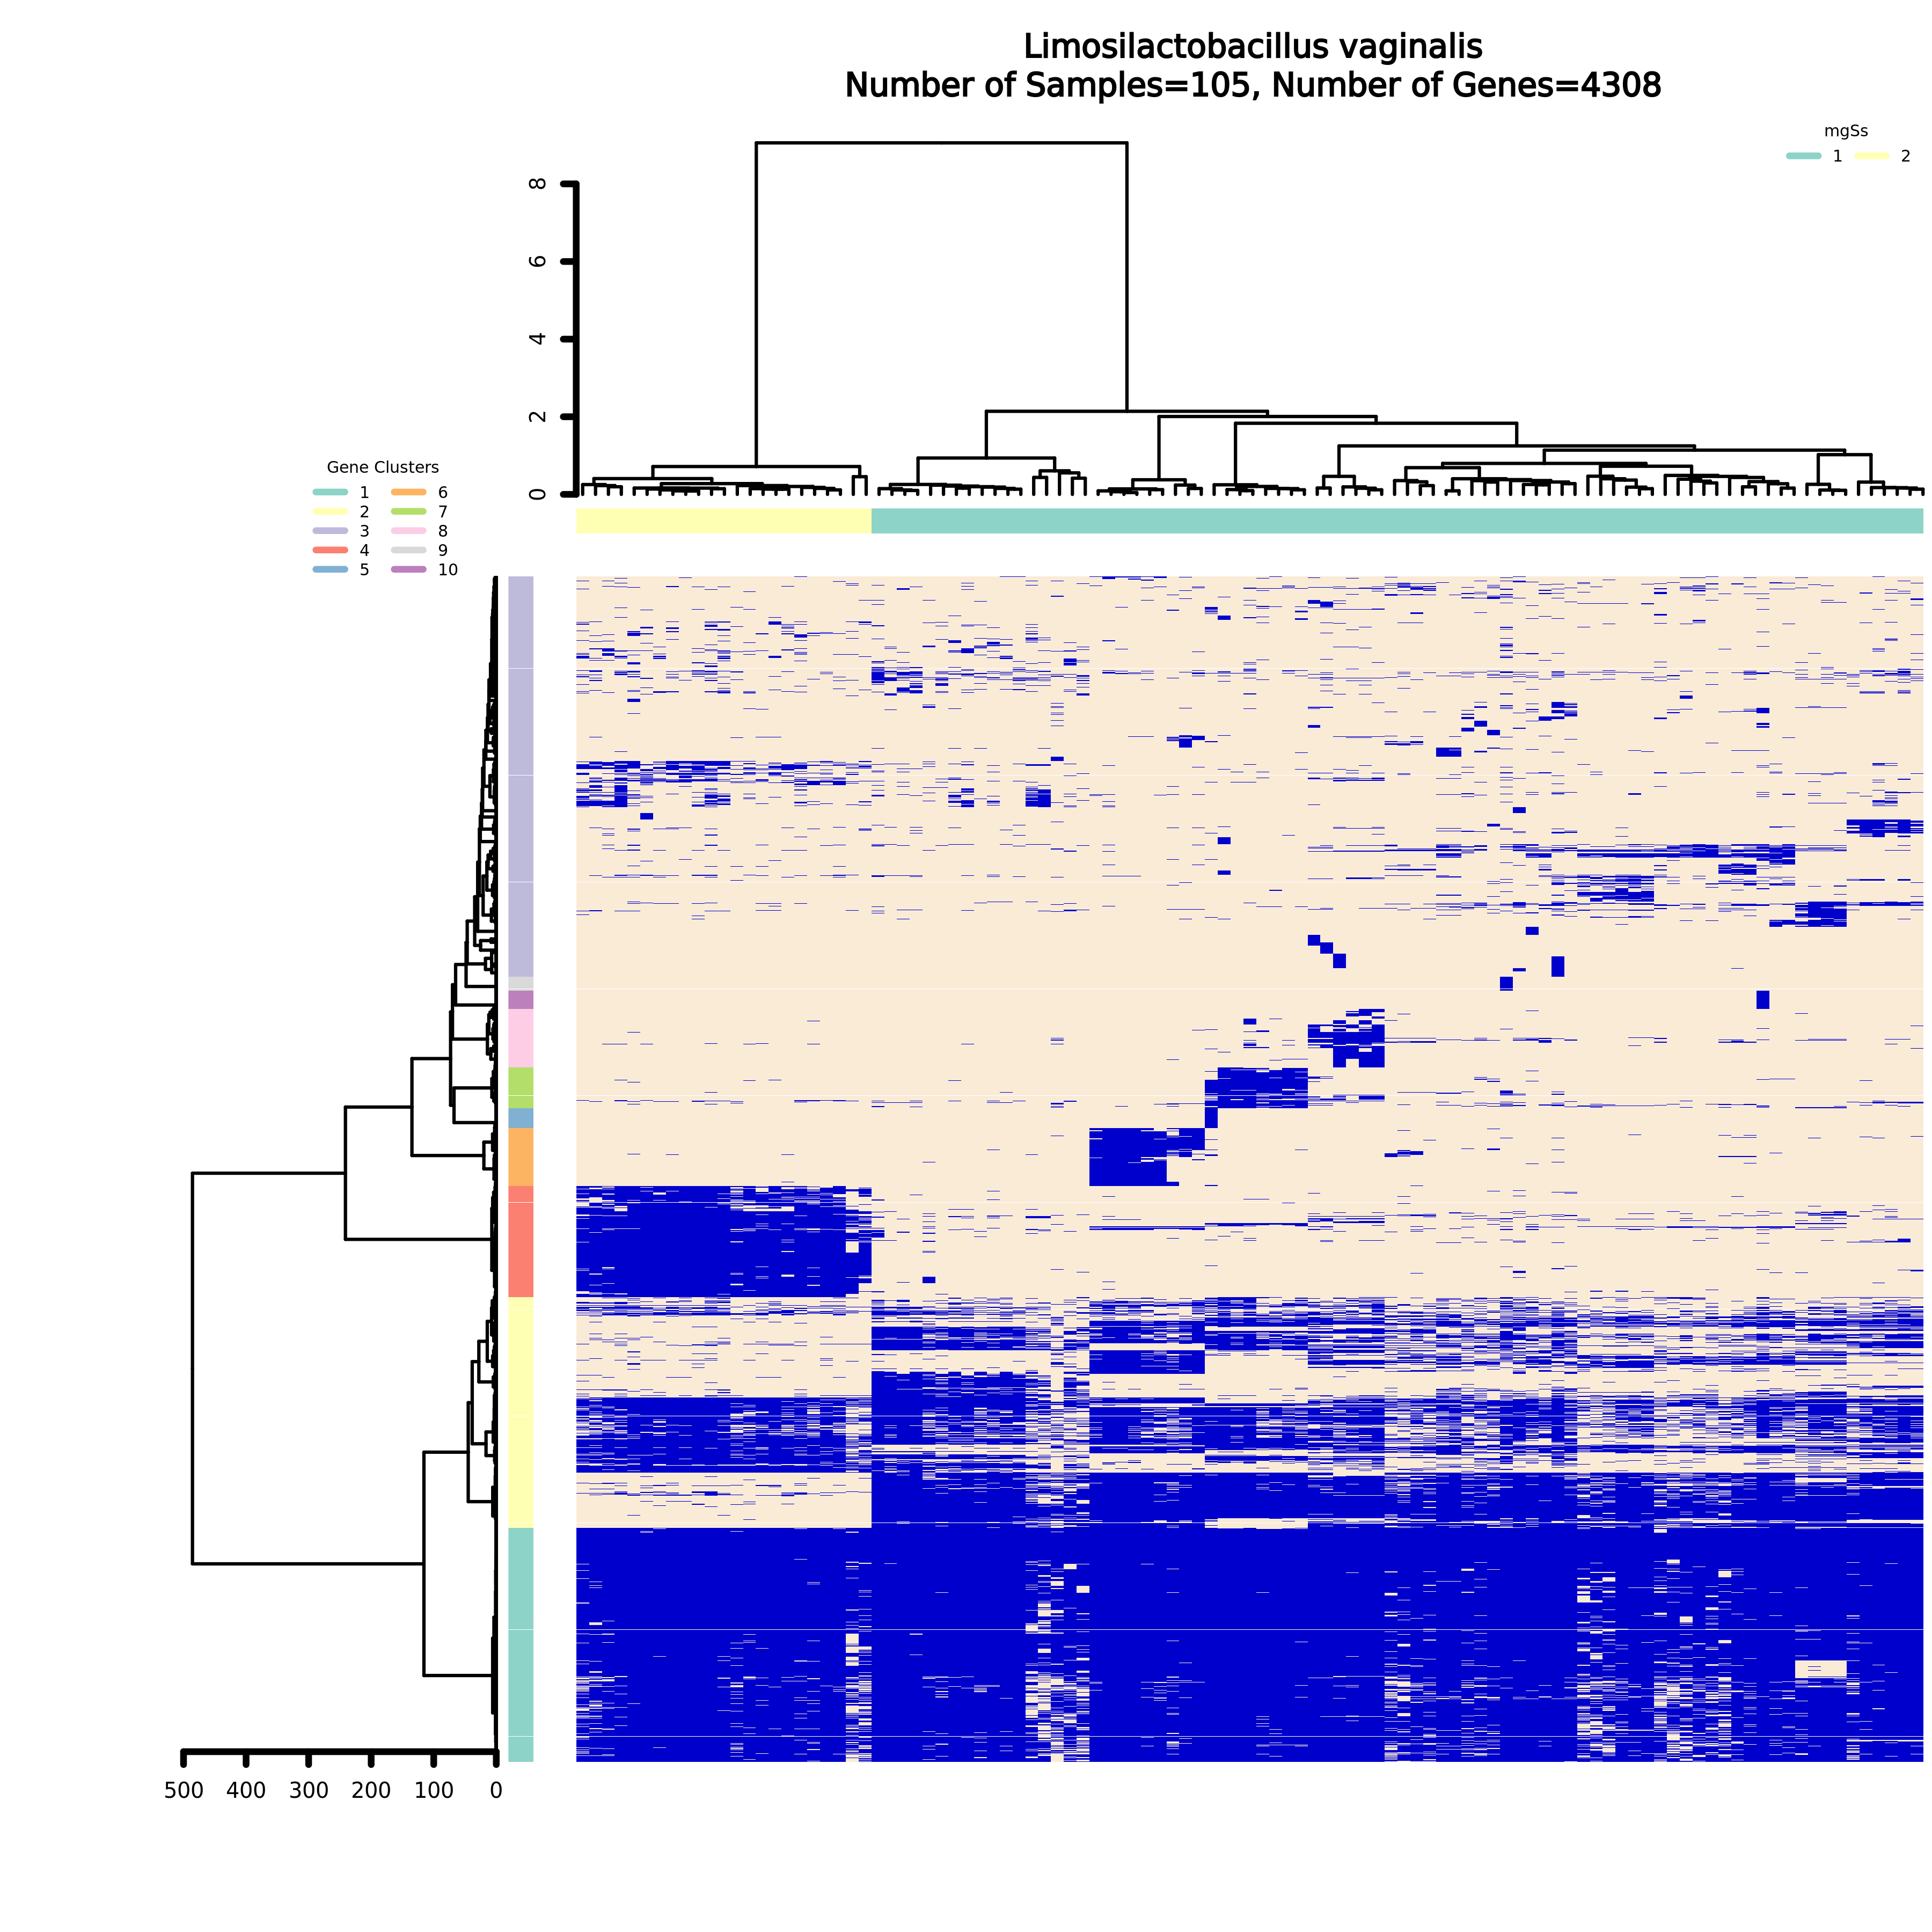 Limosilactobacillus vaginalis
Number of Samples=105, Number of Genes=4308
mgSs
1 2
8
6
4
2
0
Gene Clusters
1 6
2 7
3 8
4 9
5 10
500 400 300 200 100 0